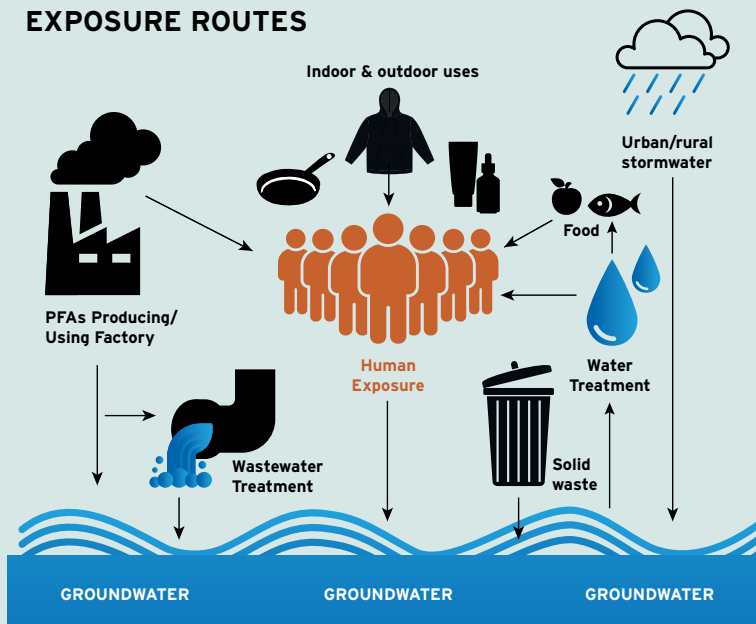 EXPOSURE ROUTES
Indoor & outdoor uses
Urban/rural
stormwater
Food
PFAs Producing/
Using Factory
Human
Exposure
Water
Treatment
Wastewater
Treatment
Solid
waste
GROUNDWATER
GROUNDWATER
GROUNDWATER